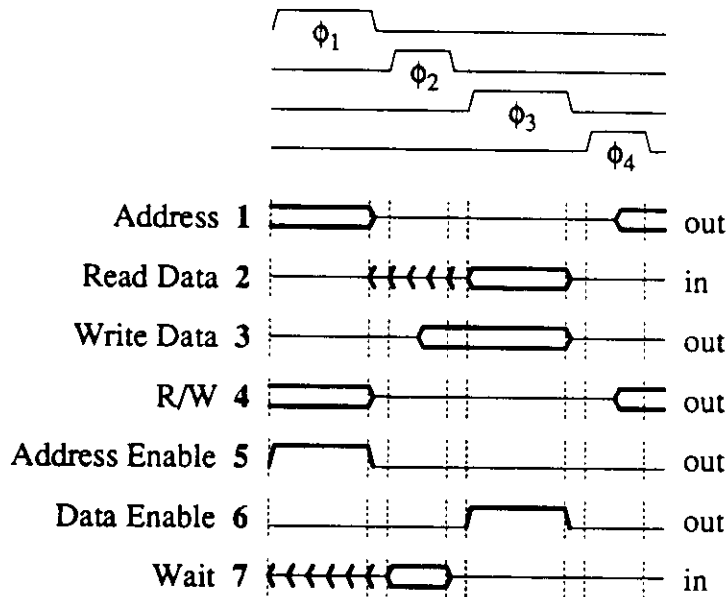 ϕ1
ϕ2
ϕ3
ϕ4
Address 1 out
Read Data 2 in
Write Data 3 out
R/W 4 out
Address Enable 5 out
Data Enable 6 out
Wait 7 in